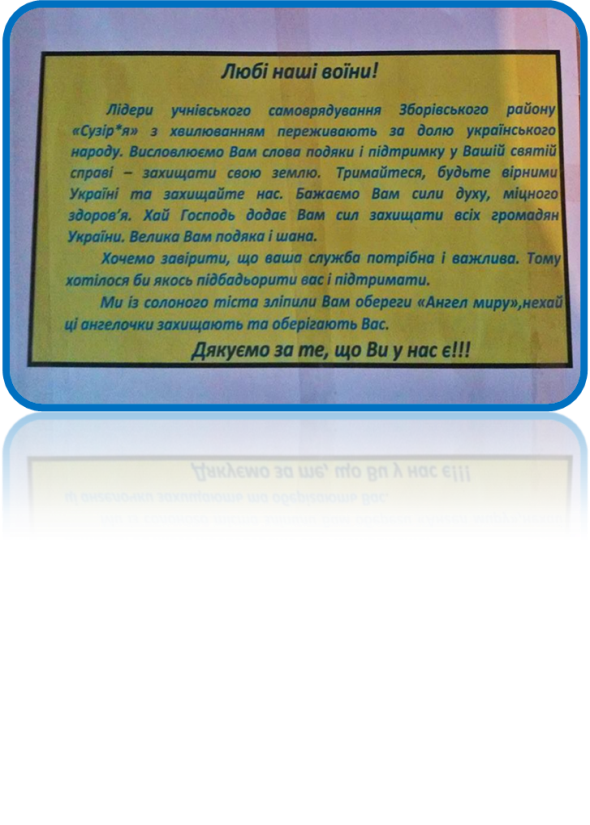 Любі наші воїни!
Лідери учнівського самоврядування Зборівського району
«Сузір*я» з хвилюванням переживають за долю українського
народу. Висловлюємо Вам слова подяки і підтримку у Вашій святій
справі – захищати свою землю. Тримайтеся, будьте вірними
Україні та захищайте нас. Бажаємо Вам сили духу, міцного
здоров'я. Хай Господь додає Вам сил захищати всіх громадян
України. Велика Вам подяка і шана.
Хочемо завірити, що ваша служба потрібна і важлива. Тому
хотілося би якось підбадьорити вас і підтримати.
Ми із солоного тіста зліпили Вам обереги «Ангел миру»,нехай
ці ангелочки захищають та оберігають Вас.
Дякуємо за те, що Ви у нас є!!!